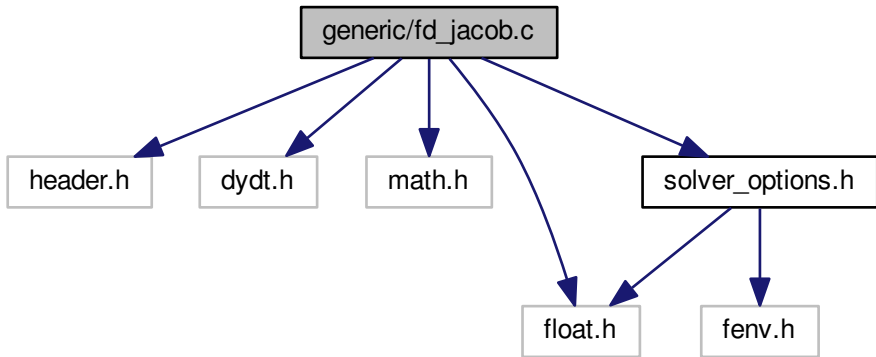 generic/fd_jacob.c
header.h
dydt.h
math.h
solver_options.h
float.h
fenv.h